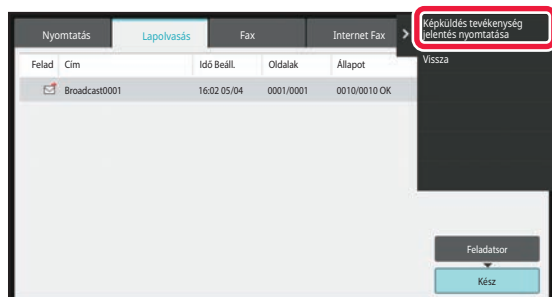 Nyomtatás Lapolvasás Fax Internet Fax
Képküldés tevékenység
jelentés nyomtatása
Vissza
Felad Cím Idő Beáll. Oldalak Állapot
Broadcast0001 16:02 05/04 0001/0001 0010/0010 OK
Feladatsor
Kész